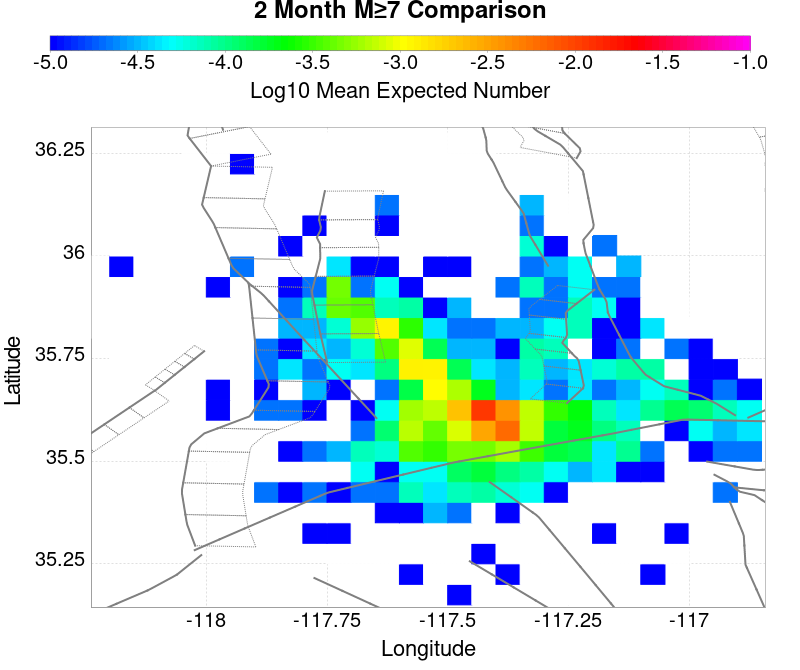 2 Month M≥7 Comparison
-5.0 -4.5 -4.0 -3.5 -3.0 -2.5 -2.0 -1.5 -1.0
Log10 Mean Expected Number
36.25
36
35.75
35.5
35.25
Latitude
-118 -117.75 -117.5 -117.25 -117
Longitude